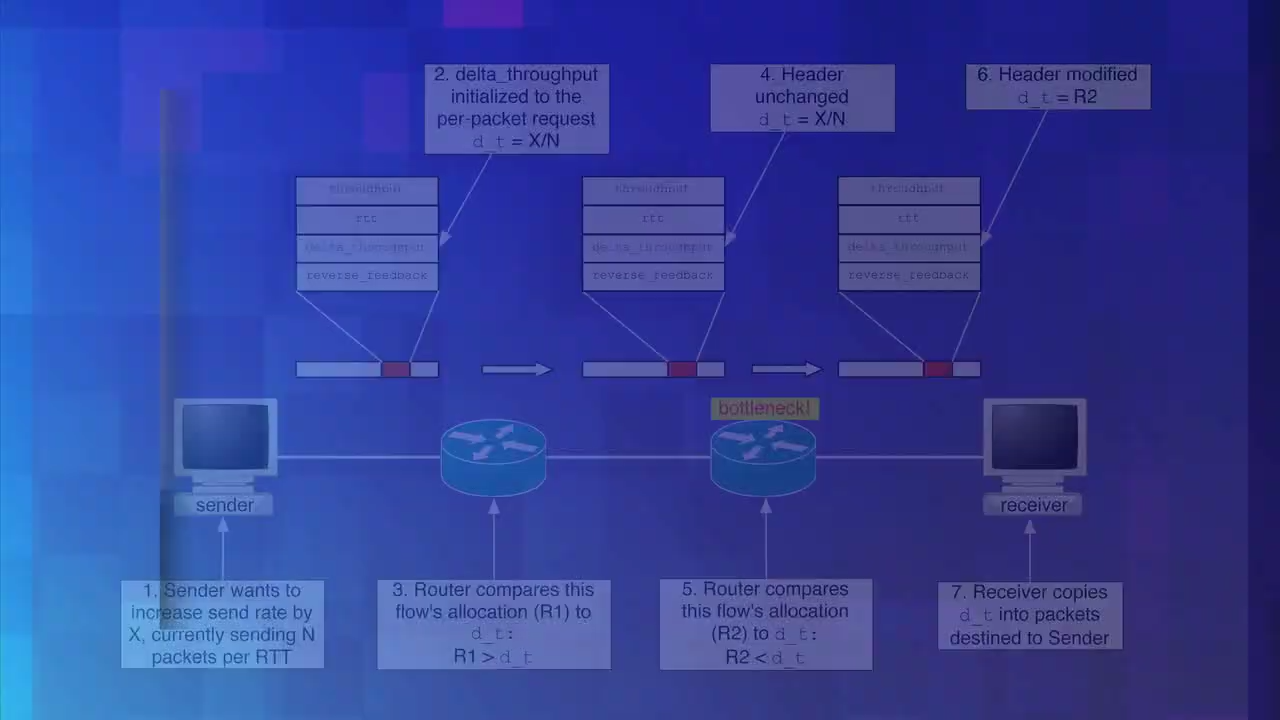 2. delta_throughput
initialized to the
per-packet request
d_t = X/N
4. Header
unchanged
d_t = X/N
6. Header modified
d_t = R2
throughput
rtt
delta_throughput
reverse_feedback
throughput
rtt
delta_throughput
reverse_feedback
throughput
rtt
delta_throughput
reverse_feedback
bottleneck!
sender
receiver
1. Sender wants to
increase send rate by
X, currently sending N
packets per RTT
3. Router compares this
flow's allocation (R1) to
d_t:
R1 > d_t
5. Router compares
this flow's allocation
(R2) to d_t:
R2 < d_t
7. Receiver copies
d_t into packets
destined to Sender